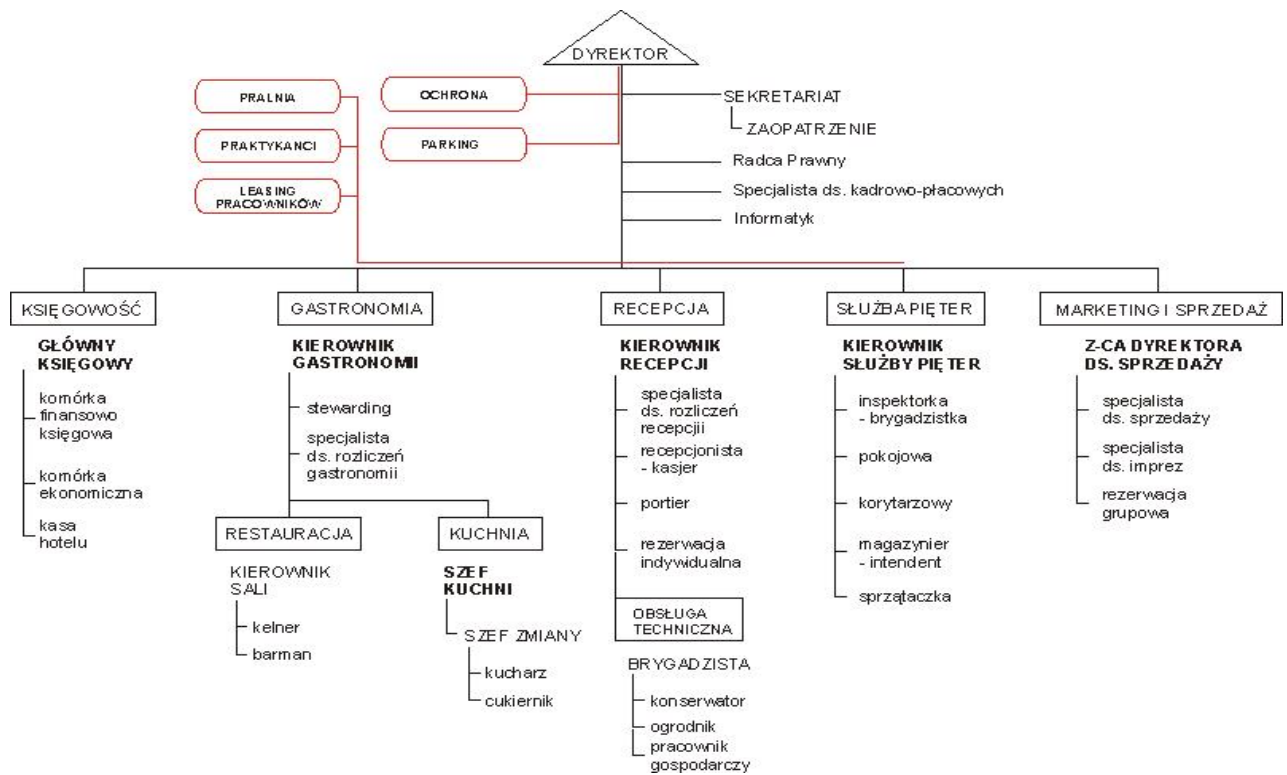 DYREKTOR
PRALNIA
PRAKTYKANCI
LEASING
PRACOWNIKÓW
OCHRONA
PARKING
SEKRETARIAT
ZAOPATRZENIE
Radca Prawny
Specjalista ds. kadrowo-płacowych
Informatyk
KSIĘGOWOŚĆ
GŁÓWNY
KSIĘGOWY
komórka
finansowo
księgowa
komórka
ekonomiczna
kasa
hotelu
GASTRONOMIA
KIEROWNIK
GASTRONOMII
stewarding
specjalista
ds. rozliczeń
gastronomii
RESTAURACJA
KIEROWNIK
SALI
kelner
barman
KUCHNIA
SZEF
KUCHNI
SZEF ZMIANY
kucharz
cukiernik
RECEPCJA
KIEROWNIK
RECEPCJI
specjalista
ds. rozliczeń
recepcjii
recepcjonista
- kasjer
portier
rezerwacja
indywidualna
OBSŁUGA
TECHNICZNA
BRYGADZISTA
konserwator
ogrodnik
pracownik
gospodarczy
SŁUŻBA PIĘTER
KIEROWNIK
SŁUŻBY PIĘTER
inspektorka
- brygadzistka
pokojowa
korytarzowy
magazynier
- intendent
sprzątaczka
MARKETING I SPRZEDAŻ
Z-CA DYREKTORA
DS. SPRZEDAŻY
specjalista
ds. sprzedaży
specjalista
ds. imprez
rezerwacja
grupowa